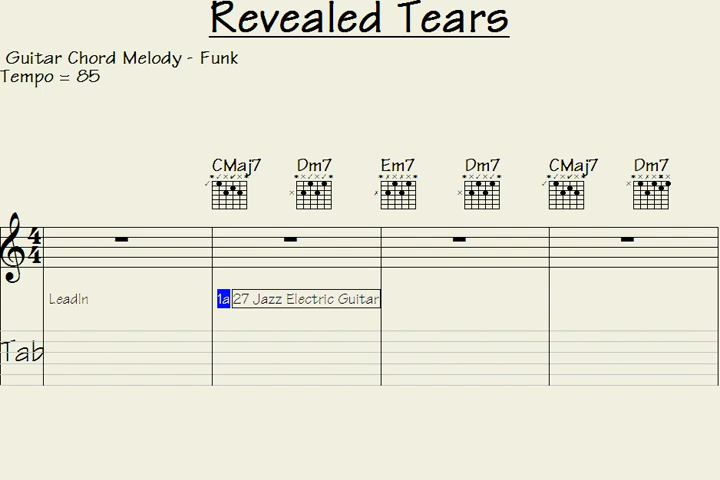 Revealed Tears
Guitar Chord Melody - Funk
Tempo = 85
CMaj7 Dm7 Em7 Dm7 CMaj7 Dm7
4
4
LeadIn 1a 27 Jazz Electric Guitar
Tab